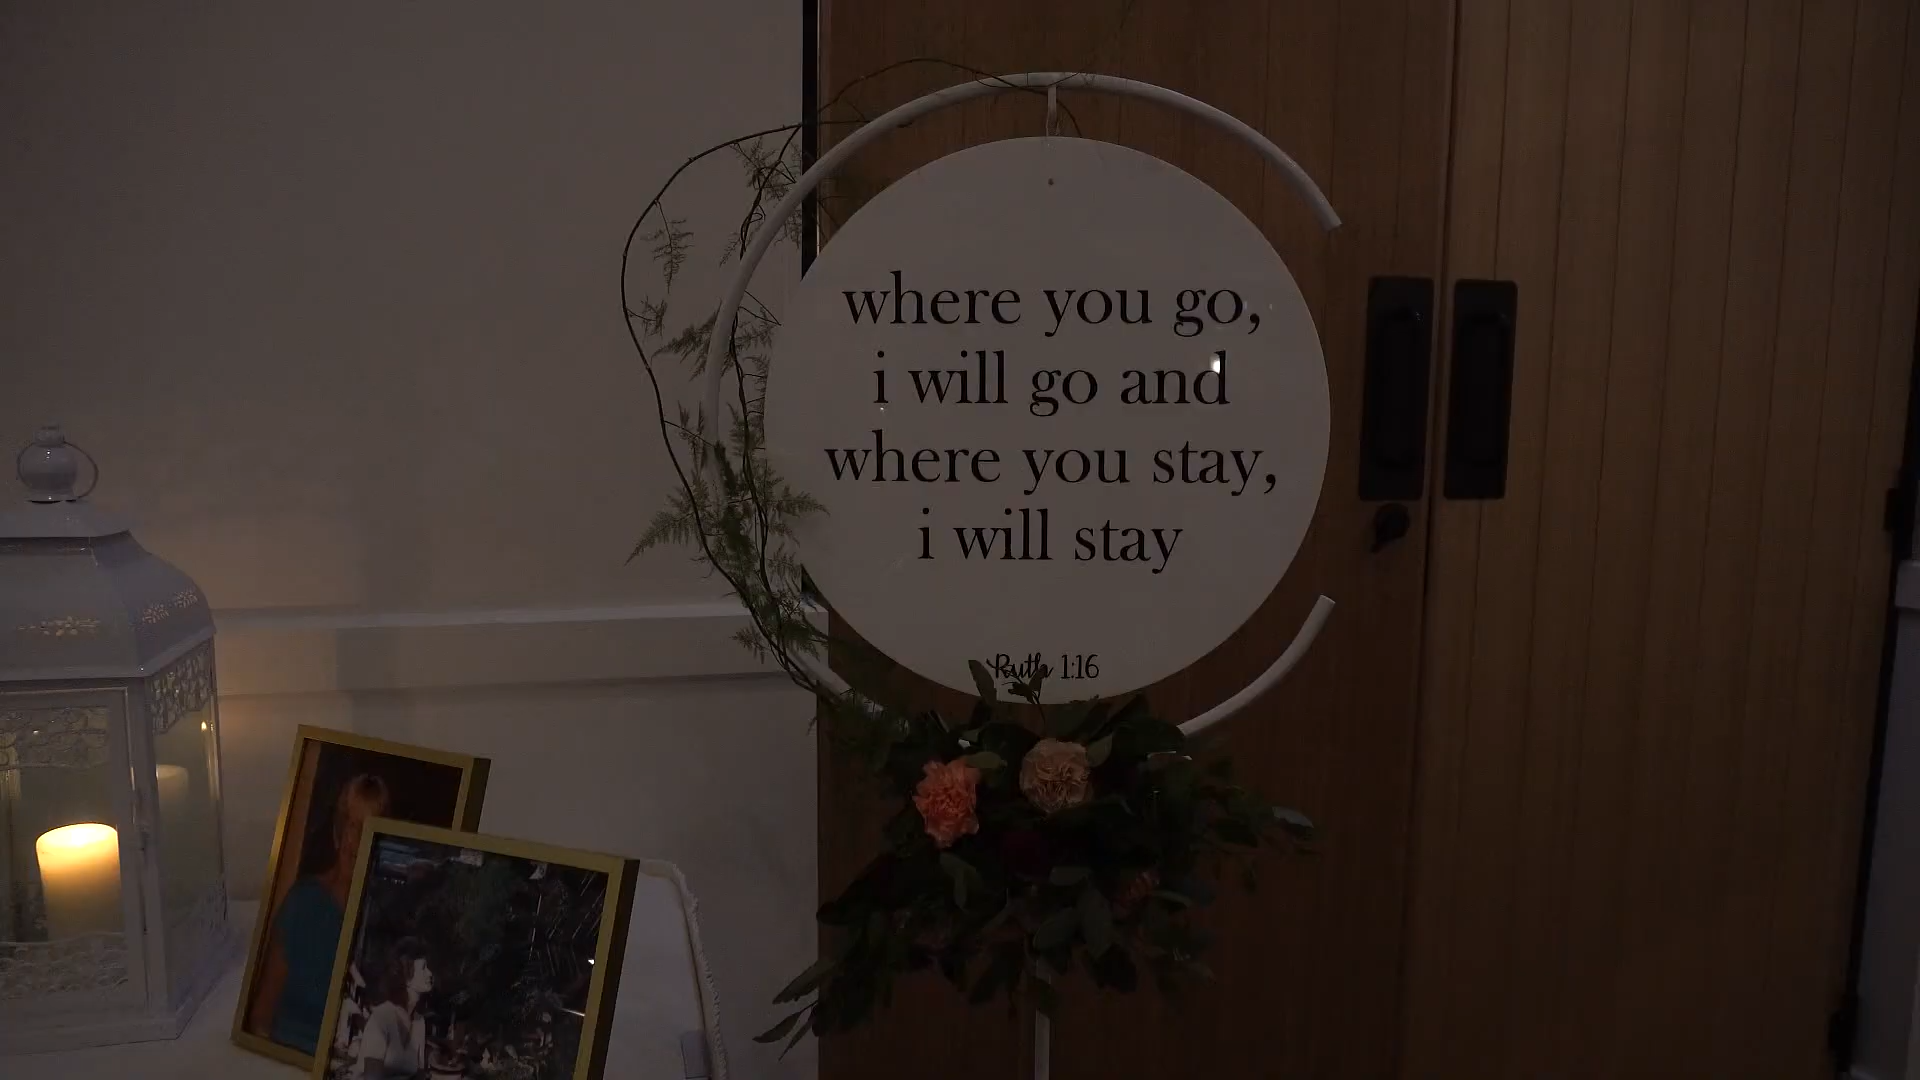 where you go,
i will go and
where you stay,
i will stay
Ruth 1:16